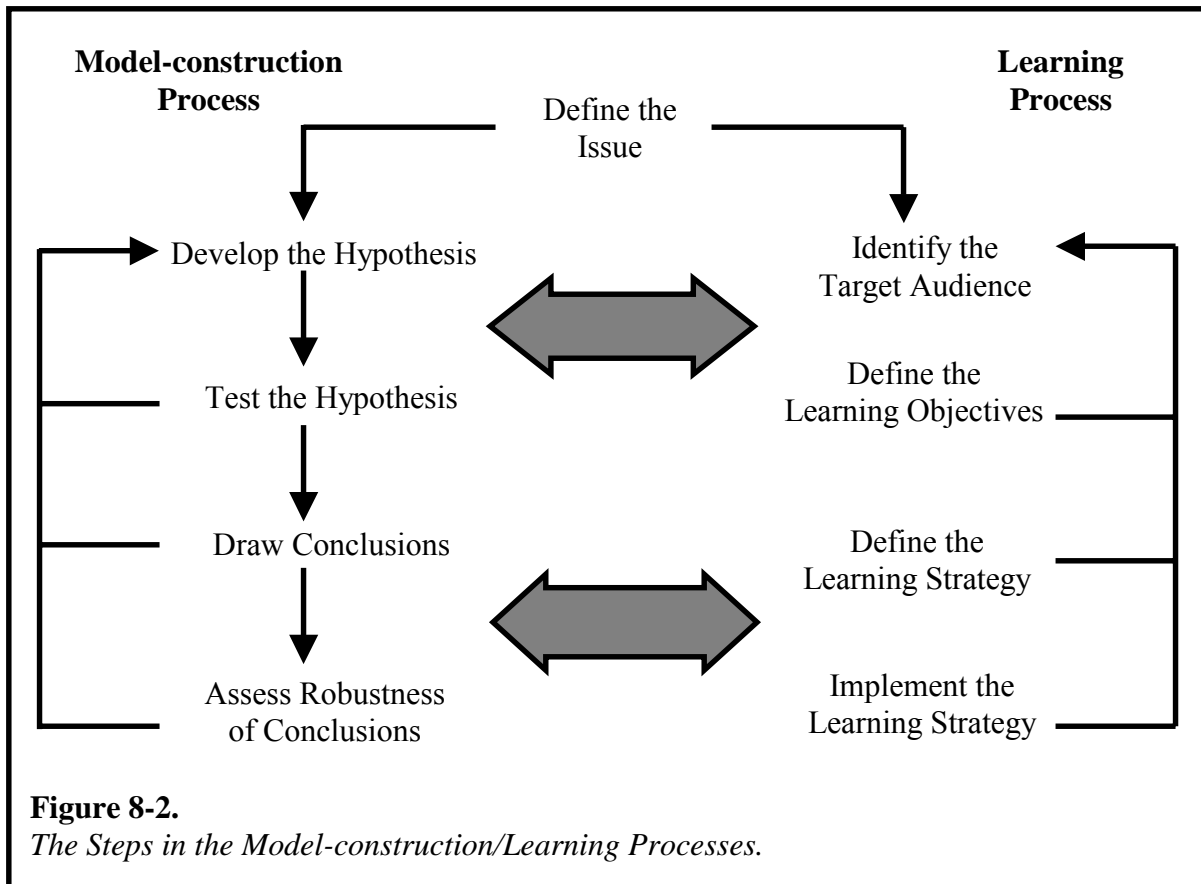 Model-construction
Process
Learning
Process
Define the
Issue
Develop the Hypothesis
Test the Hypothesis
Draw Conclusions
Assess Robustness
of Conclusions
Identify the
Target Audience
Define the
Learning Objectives
Define the
Learning Strategy
Implement the
Learning Strategy
Figure 8-2.
The Steps in the Model-construction/Learning Processes.